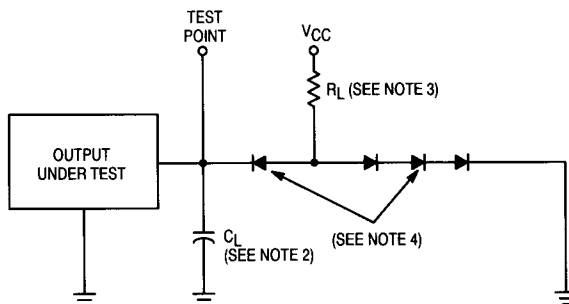 TEST
POINT
VCC
RL (SEE NOTE 3)
OUTPUT
UNDER TEST
CL
(SEE NOTE 2)
(SEE NOTE 4)